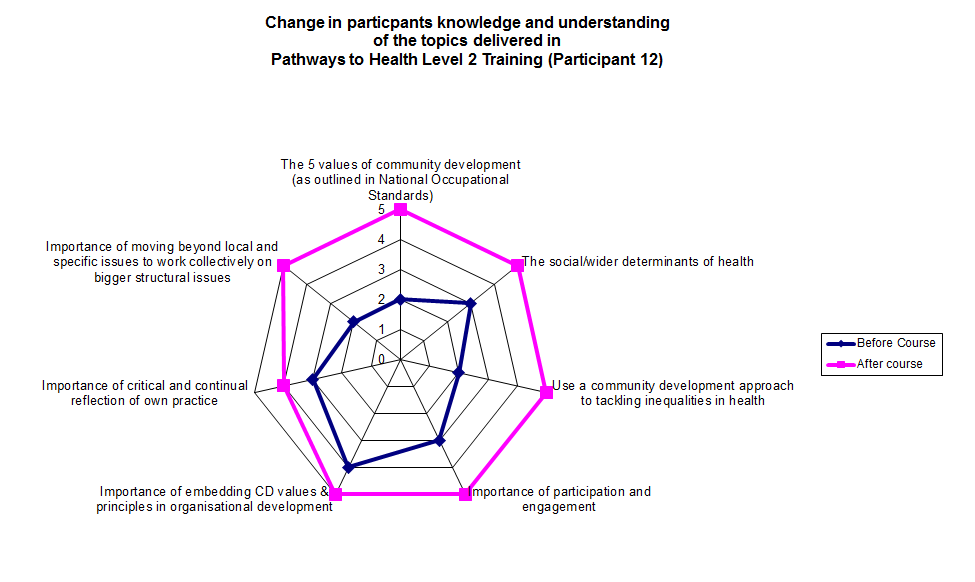 Change in particpants knowledge and understanding
of the topics delivered in
Pathways to Health Level 2 Training (Participant 12)
The 5 values of community development
(as outlined in National Occupational
Standards)
5
4
3
2
1
0
The social/wider determinants of health
Use a community development approach
to tackling inequalities in health
Importance of participation and
engagement
Importance of embedding CD values &
principles in organisational development
Importance of critical and continual
reflection of own practice
Importance of moving beyond local and
specific issues to work collectively on
bigger structural issues
Before Course
After course